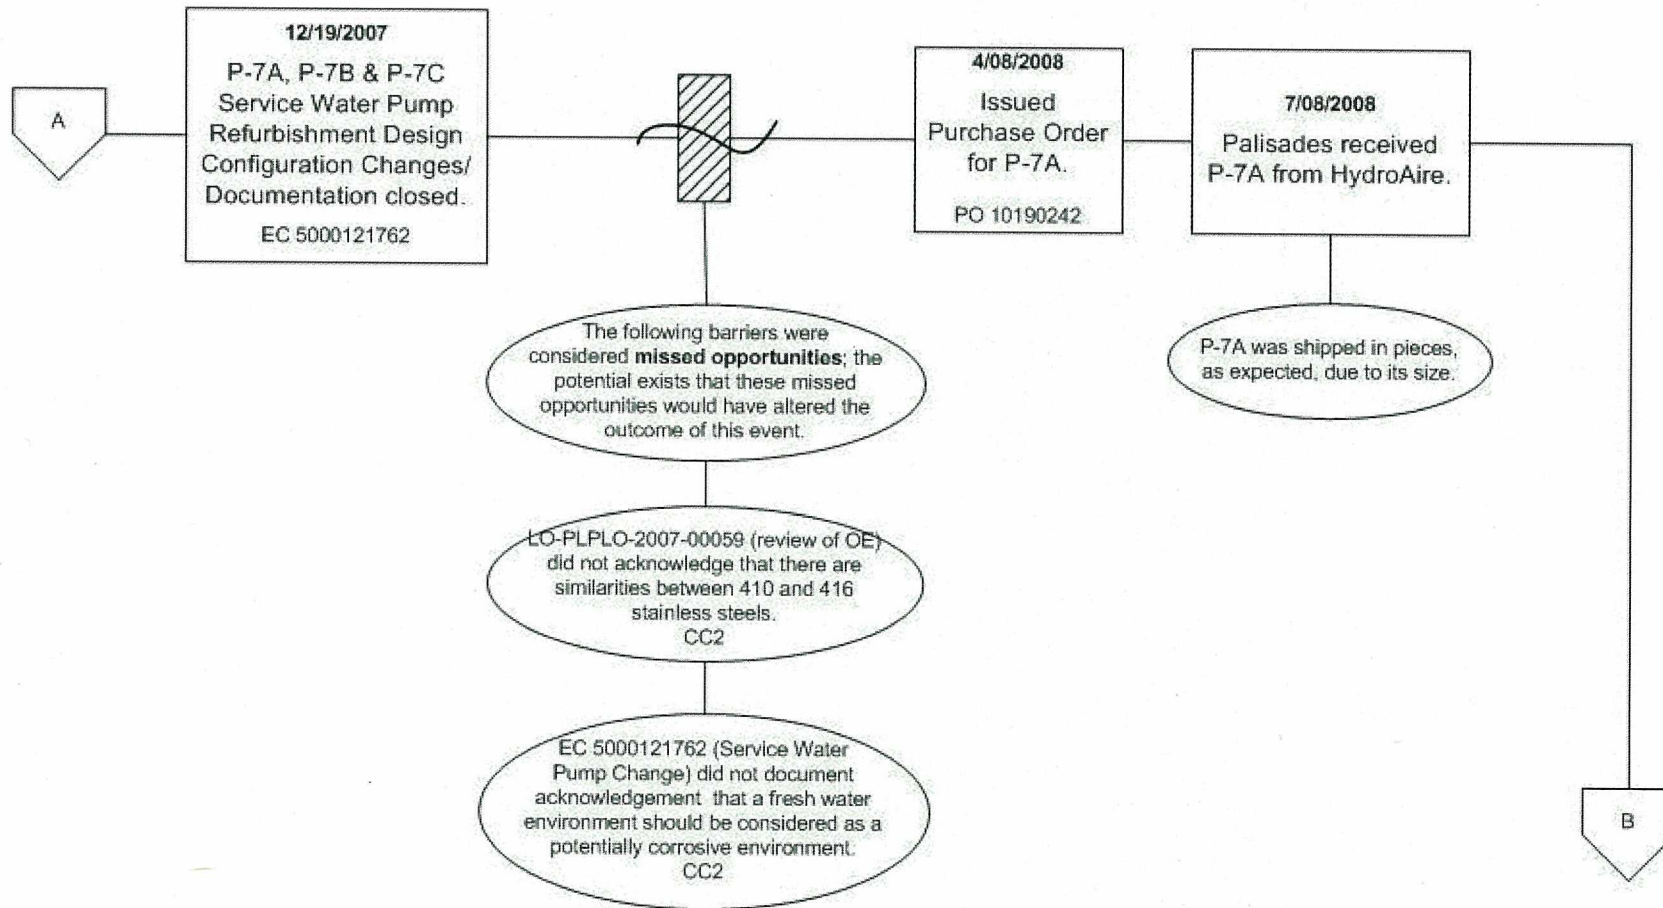 A
12/19/2007
P-7A, P-7B & P-7C
Service Water Pump
Refurbishment Design
Configuration Changes/
Documentation closed.
EC 5000121762
4/08/2008
Issued
Purchase Order
for P-7A.
PO 10190242
7/08/2008
Palisades received
P-7A from HydroAire.
The following barriers were
considered missed opportunities; the
potential exists that these missed
opportunities would have altered the
outcome of this event.
P-7A was shipped in pieces,
as expected, due to its size.
LO-PLPLO-2007-00059 (review of OE)
did not acknowledge that there are
similarities between 410 and 416
stainless steels.
CC2
EC 5000121762 (Service Water
Pump Change) did not document
acknowledgement that a fresh water
environment should be considered as a
potentially corrosive environment.
CC2
B